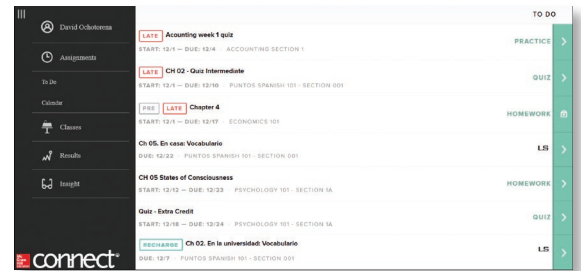 TO DO
David Ochotorena
Assignments
To Do
Calendar
Classes
Results
Insight
Mc Graw Hill Education
connect®
LATE Acounting week 1 quiz
START: 12/1 — DUE: 12/4 · ACCOUNTING SECTION 1
PRACTICE
LATE CH 02 - Quiz Intermediate
START: 12/1 — DUE: 12/10 · PUNTOS SPANISH 101 - SECTION 001
QUIZ
PRE LATE Chapter 4
START: 12/1 — DUE: 12/17 · ECONOMICS 101
HOMEWORK
Ch 05. En casa: Vocabulario
DUE: 12/22 · PUNTOS SPANISH 101 - SECTION 001
LS
CH 05 States of Consciousness
START: 12/12 — DUE: 12/23 · PSYCHOLOGY 101 - SECTION 1A
HOMEWORK
Quiz - Extra Credit
START: 12/16 — DUE: 12/24 · PSYCHOLOGY 101 - SECTION 1A
QUIZ
RECHARGE Ch 02. En la universidad: Vocabulario
DUE: 12/7 · PUNTOS SPANISH 101 - SECTION 001
LS